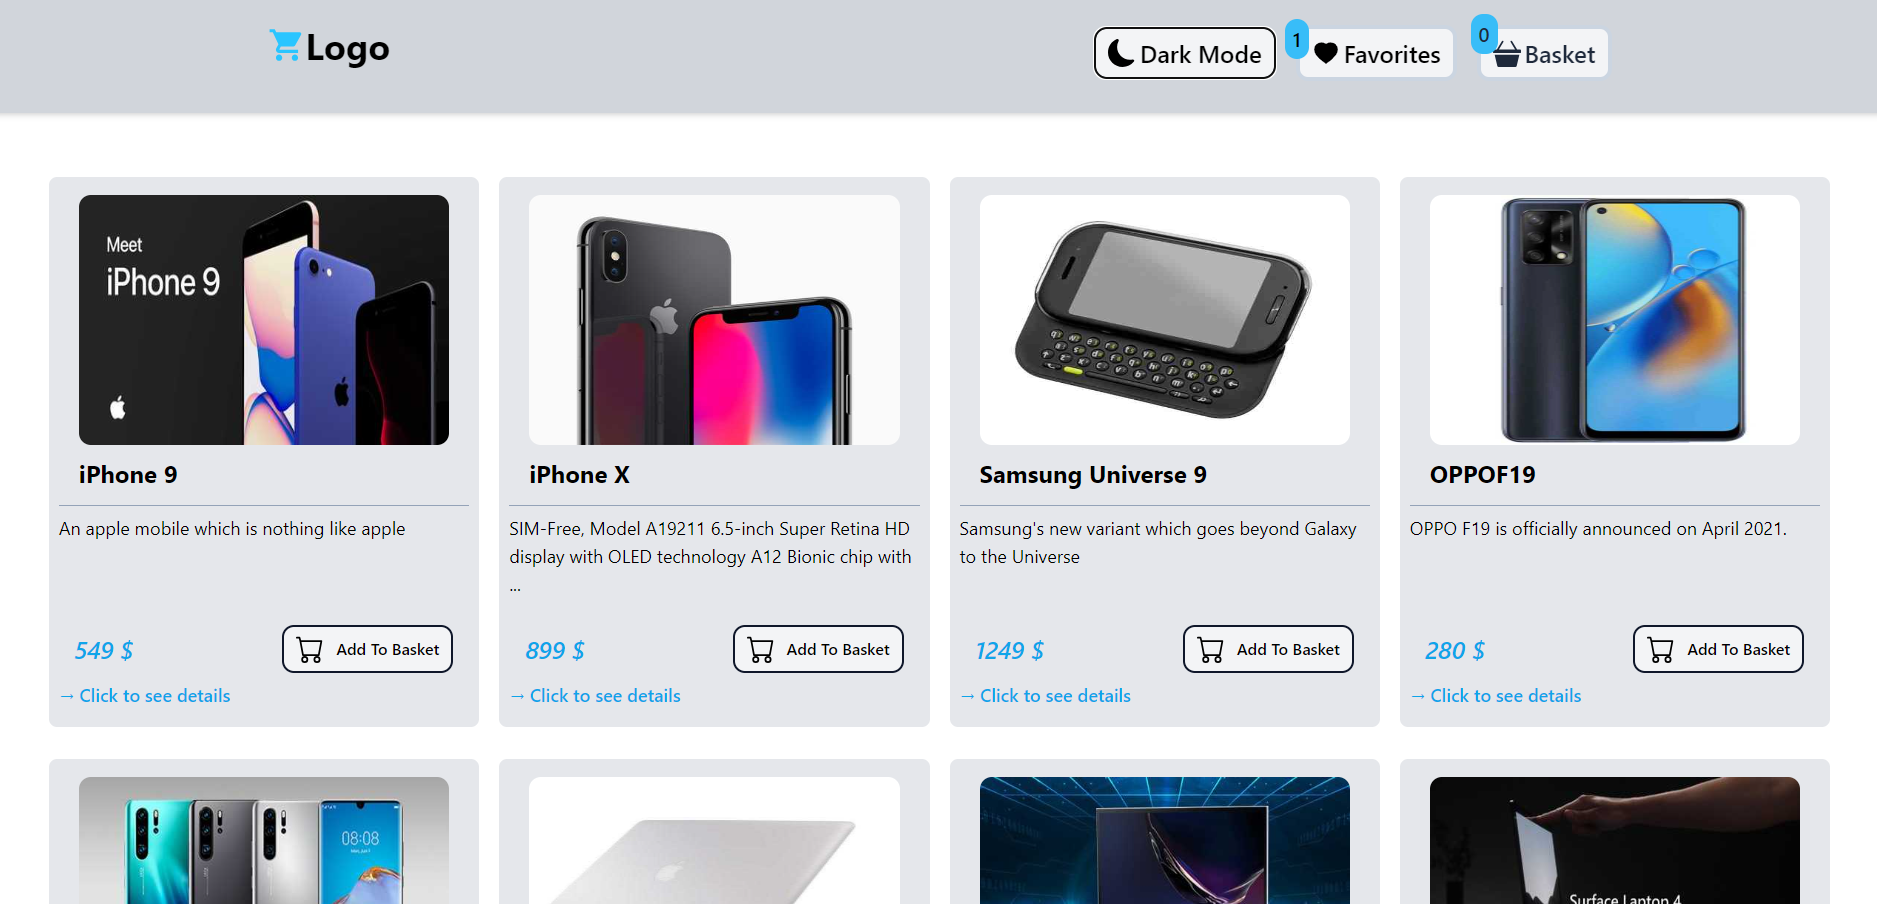 Logo
Dark Mode
1
Favorites
0
Basket
Meet
iPhone 9
iPhone 9
An apple mobile which is nothing like apple
549 $
Add To Basket
→ Click to see details
iPhone X
SIM-Free, Model A19211 6.5-inch Super Retina HD
display with OLED technology A12 Bionic chip with
...
899 $
Add To Basket
→ Click to see details
Samsung Universe 9
Samsung's new variant which goes beyond Galaxy
to the Universe
1249 $
Add To Basket
→ Click to see details
OPPOF19
OPPO F19 is officially announced on April 2021.
280 $
Add To Basket
→ Click to see details
08:08
Surface Laptop 4